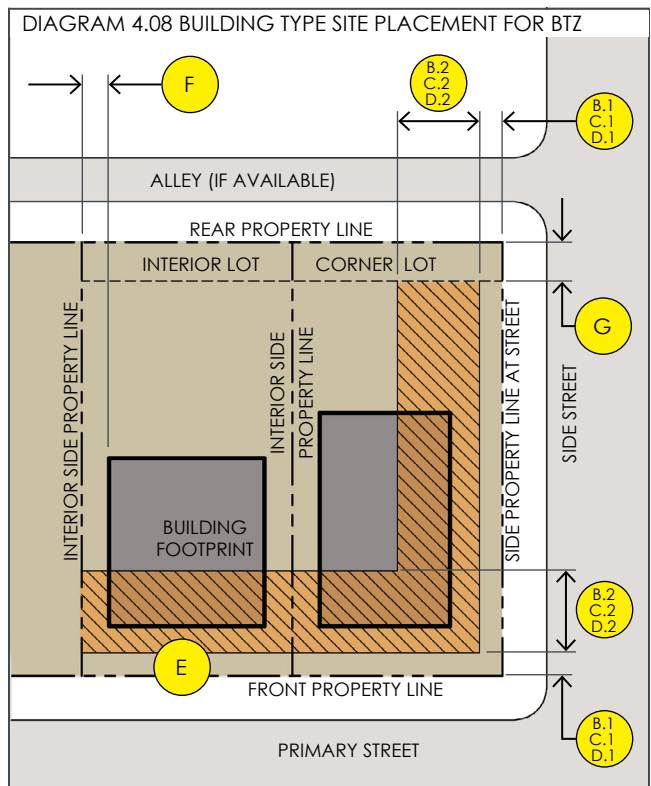 DIAGRAM 4.08 BUILDING TYPE SITE PLACEMENT FOR BTZ
F
B.2
C.2
D.2
B.1
C.1
D.1
ALLEY (IF AVAILABLE)
REAR PROPERTY LINE
INTERIOR LOT
CORNER LOT
G
INTERIOR SIDE PROPERTY LINE
INTERIOR SIDE
PROPERTY LINE
SIDE PROPERTY LINE AT STREET
SIDE STREET
BUILDING
FOOTPRINT
B.2
C.2
D.2
E
FRONT PROPERTY LINE
B.1
C.1
D.1
PRIMARY STREET